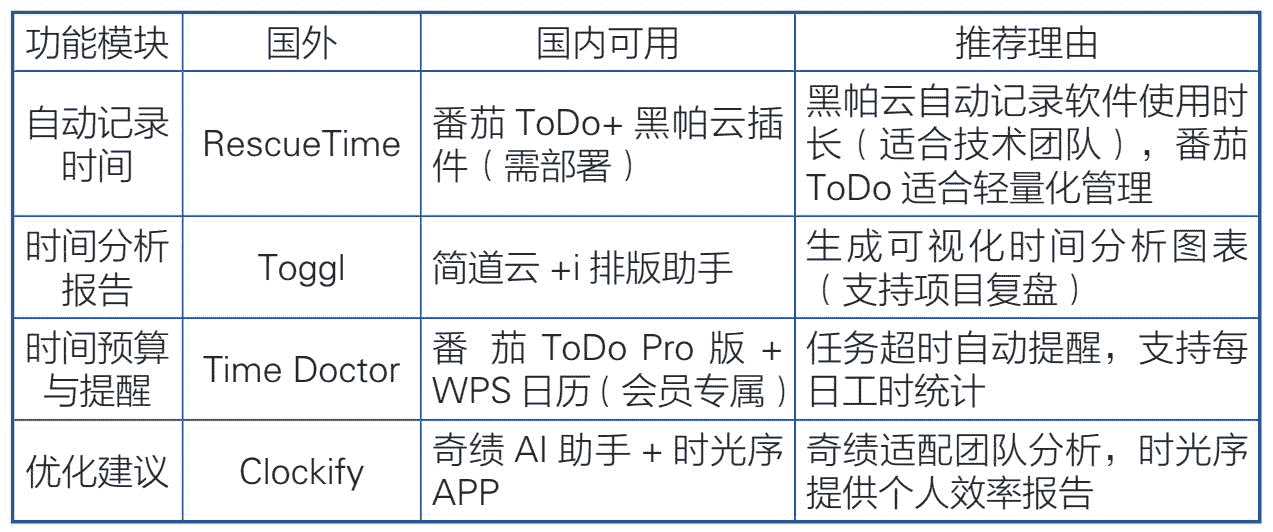 功能模块 国外 国内可用 推荐理由
自动记录
时间
RescueTime
番茄 ToDo+ 黑帕云插
件（需部署）
黑帕云自动记录软件使用时
长（适合技术团队），番茄
ToDo 适合轻量化管理
时间分析
报告
Toggl
简道云 +i 排版助手
生成可视化时间分析图表
（支持项目复盘）
时间预算
与提醒
Time Doctor
番茄 ToDo Pro 版 +
WPS 日历（会员专属）
任务超时自动提醒，支持每
日工时统计
优化建议
Clockify
奇绩 AI 助手 + 时光序
APP
奇绩适配团队分析，时光序
提供个人效率报告